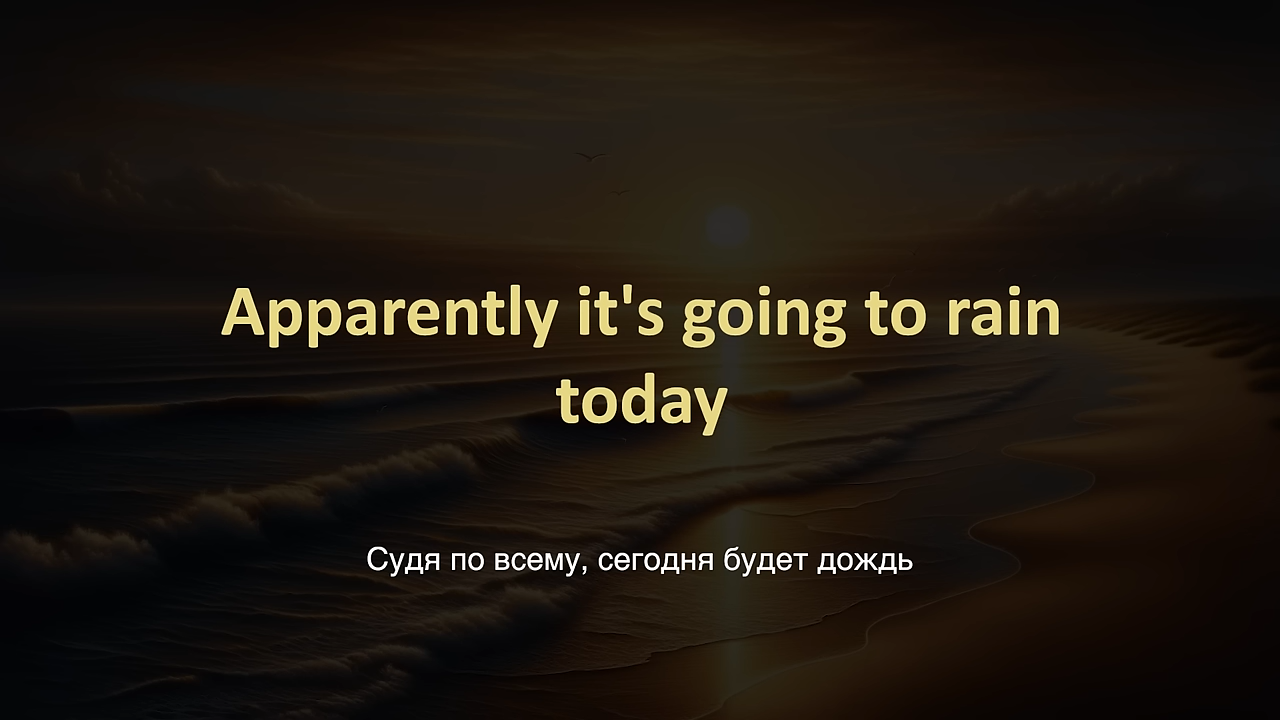 Apparently it's going to rain
today
Судя по всему, сегодня будет дождь